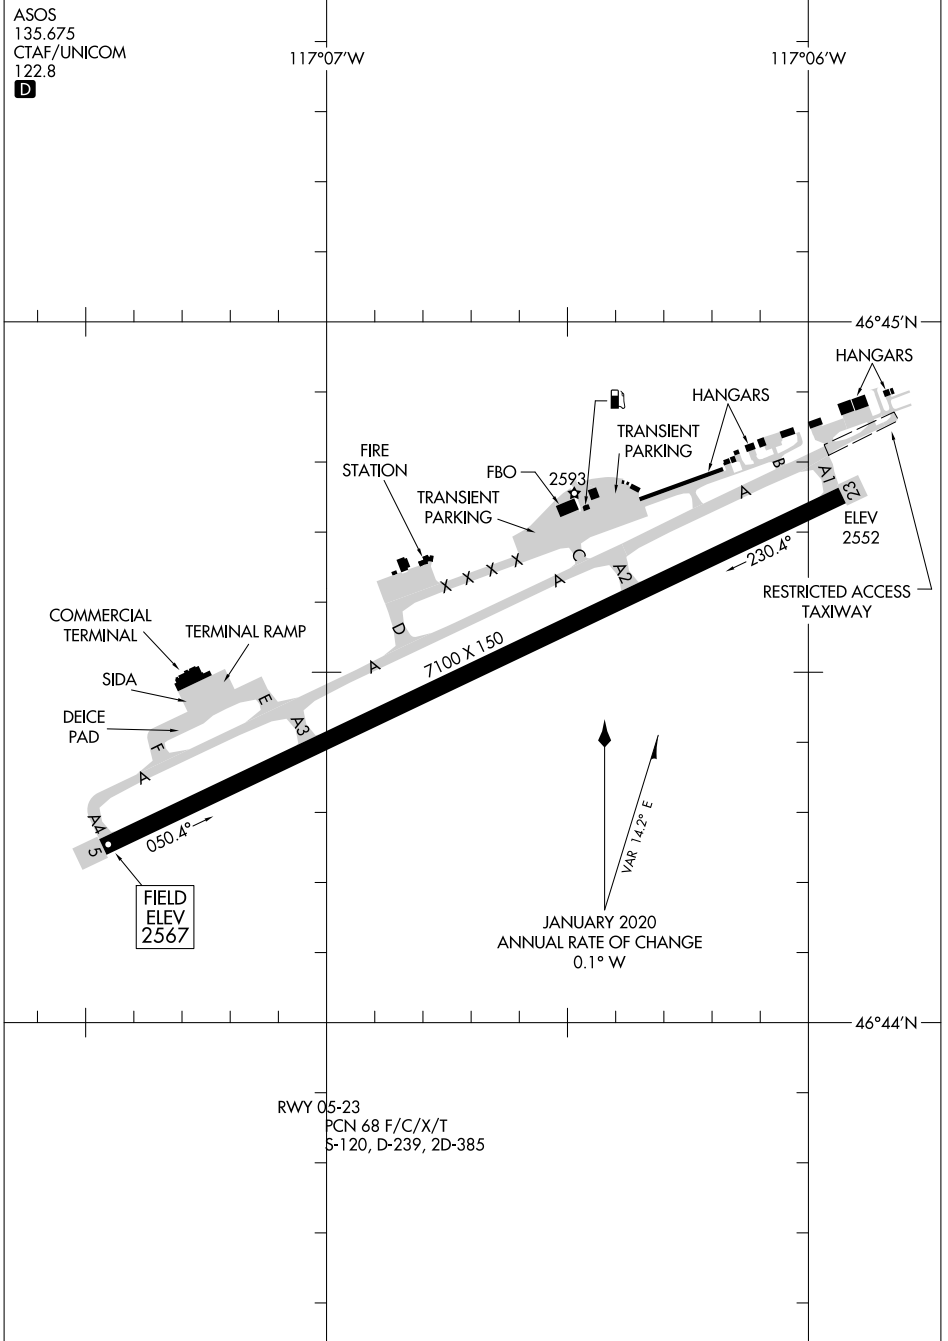 ASOS
135.675
CTAF/UNICOM
122.8
D
117°07'W
117°06'W
46°45'N
HANGARS
HANGARS
TRANSIENT
PARKING
FIRE
STATION
FBO
2593
TRANSIENT
PARKING
B
A
A1
23
ELEV
2552
C
A
A2
230.4°
X X X X
RESTRICTED ACCESS
TAXIWAY
COMMERCIAL
TERMINAL
TERMINAL RAMP
D
7100 X 150
A
SIDA
E
A3
DEICE
PAD
F
A
A4
5
050.4°
VAR 14.2° E
FIELD
ELEV
2567
JANUARY 2020
ANNUAL RATE OF CHANGE
0.1° W
46°44'N
RWY 05-23
PCN 68 F/C/X/T
S-120, D-239, 2D-385